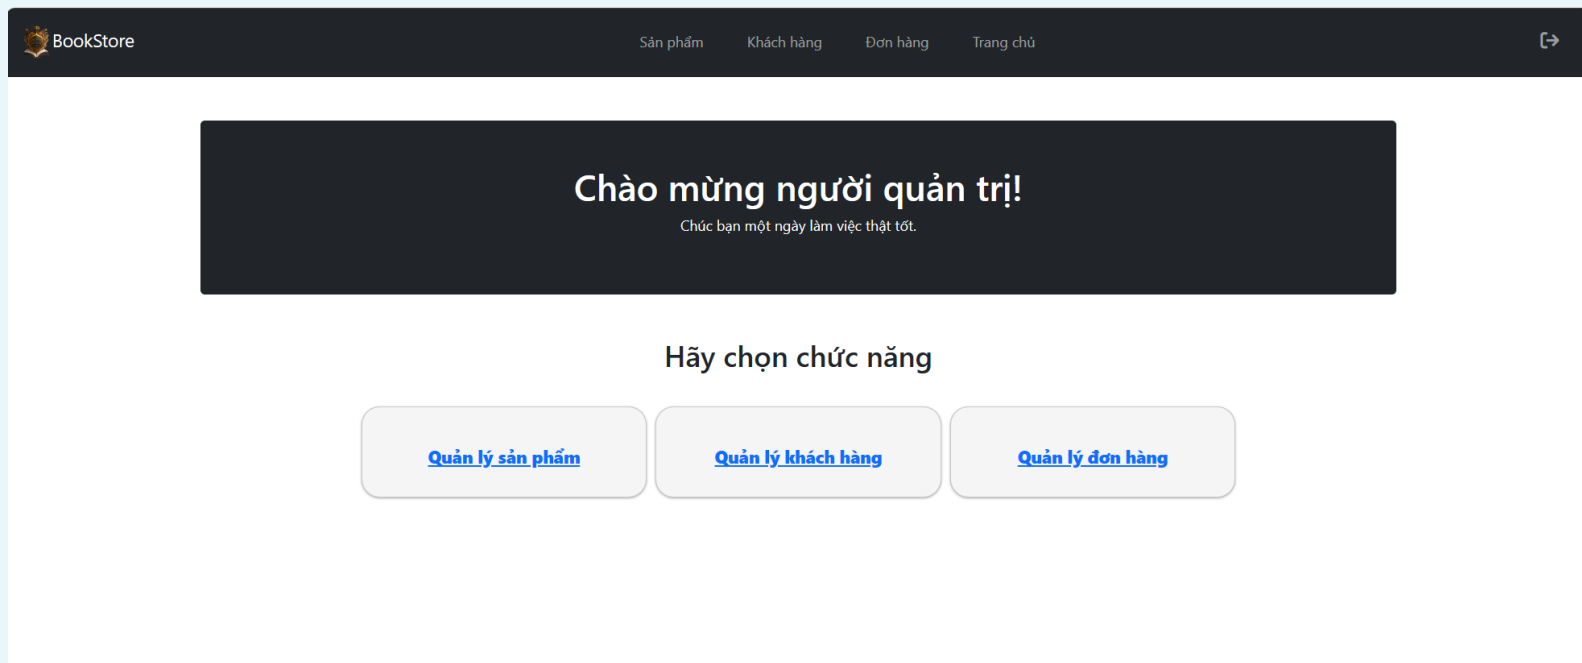 BookStore
Sản phẩm Khách hàng Đơn hàng Trang chủ
Chào mừng người quản trị!
Chúc bạn một ngày làm việc thật tốt.
Hãy chọn chức năng
Quản lý sản phẩm Quản lý khách hàng Quản lý đơn hàng